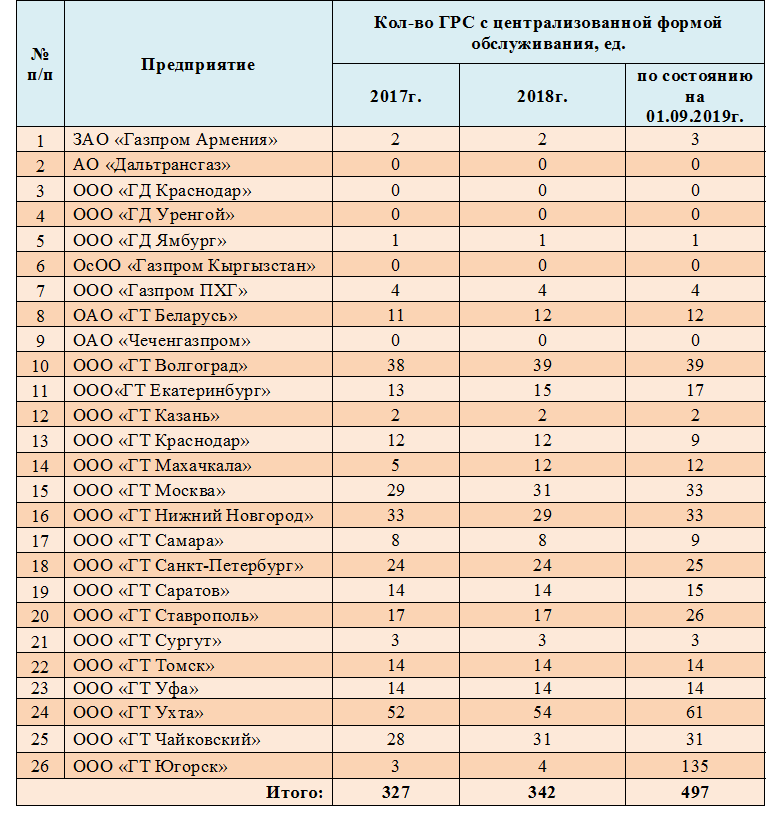 № п/п Предприятие Кол-во ГРС с централизованной формой обслуживания, ед.
2017г. 2018г. по состоянию на 01.09.2019г.
1 ЗАО «Газпром Армения» 2 2 3
2 АО «Дальтрансгаз» 0 0 0
3 ООО «ГД Краснодар» 0 0 0
4 ООО «ГД Уренгой» 0 0 0
5 ООО «ГД Ямбург» 1 1 1
6 ОсОО «Газпром Кыргызстан» 0 0 0
7 ООО «Газпром ПХГ» 4 4 4
8 ОАО «ГТ Беларусь» 11 12 12
9 ОАО «Чеченгазпром» 0 0 0
10 ООО «ГТ Волгоград» 38 39 39
11 ООО«ГТ Екатеринбург» 13 15 17
12 ООО «ГТ Казань» 2 2 2
13 ООО «ГТ Краснодар» 12 12 9
14 ООО «ГТ Махачкала» 5 12 12
15 ООО «ГТ Москва» 29 31 33
16 ООО «ГТ Нижний Новгород» 33 29 33
17 ООО «ГТ Самара» 8 8 9
18 ООО «ГТ Санкт-Петербург» 24 24 25
19 ООО «ГТ Саратов» 14 14 15
20 ООО «ГТ Ставрополь» 17 17 26
21 ООО «ГТ Сургут» 3 3 3
22 ООО «ГТ Томск» 14 14 14
23 ООО «ГТ Уфа» 14 14 14
24 ООО «ГТ Ухта» 52 54 61
25 ООО «ГТ Чайковский» 28 31 31
26 ООО «ГТ Югорск» 3 4 135
Итого: 327 342 497